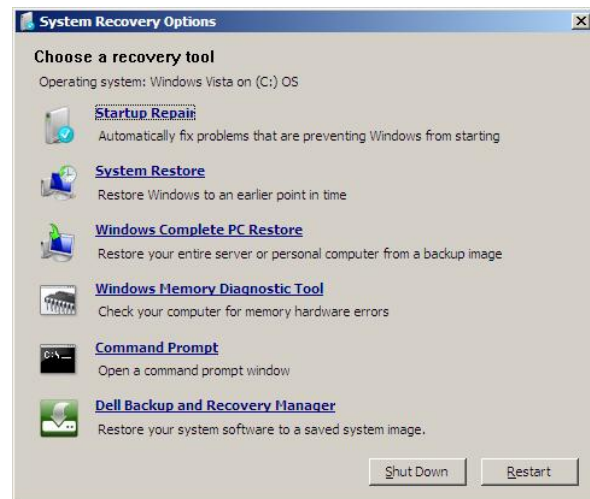 System Recovery Options
Choose a recovery tool
Operating system: Windows Vista on (C:) OS
Startup Repair
Automatically fix problems that are preventing Windows from starting
System Restore
Restore Windows to an earlier point in time
Windows Complete PC Restore
Restore your entire server or personal computer from a backup image
Windows Memory Diagnostic Tool
Check your computer for memory hardware errors
C:\_
Command Prompt
Open a command prompt window
Dell Backup and Recovery Manager
Restore your system software to a saved system image.
Shut Down
Restart